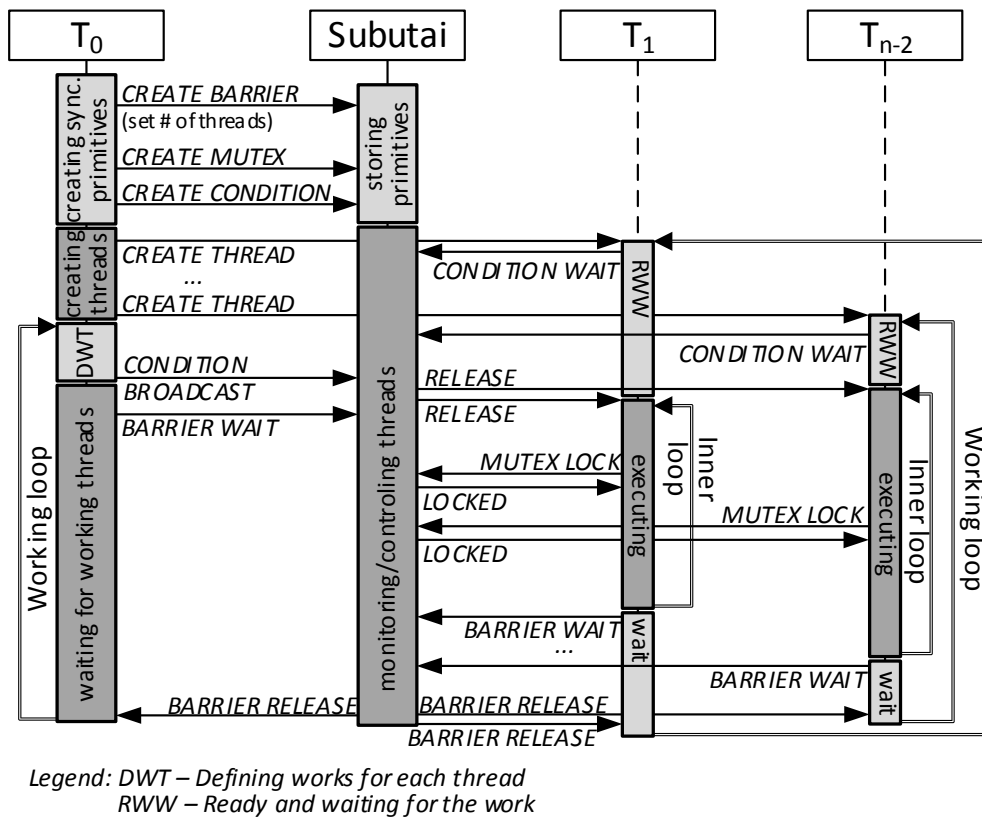 T0
Subutai
T1
Tn-2
creating sync.
primitives
CREATE BARRIER
(set # of threads)
CREATE MUTEX
CREATE CONDITION
storing
primitives
creating
threads
CREATE THREAD
...
CREATE THREAD
CONDITION WAIT
RWW
RWW
CONDITION WAIT
DWT
CONDITION
BROADCAST
BARRIER WAIT
RELEASE
RELEASE
Working loop
waiting for working threads
monitoring/controling threads
MUTEX LOCK
LOCKED
MUTEX LOCK
LOCKED
executing
Inner
loop
executing
Inner loop
Working loop
BARRIER WAIT
...
wait
BARRIER WAIT
wait
BARRIER RELEASE
BARRIER RELEASE
BARRIER RELEASE
Legend: DWT – Defining works for each thread
RWW – Ready and waiting for the work